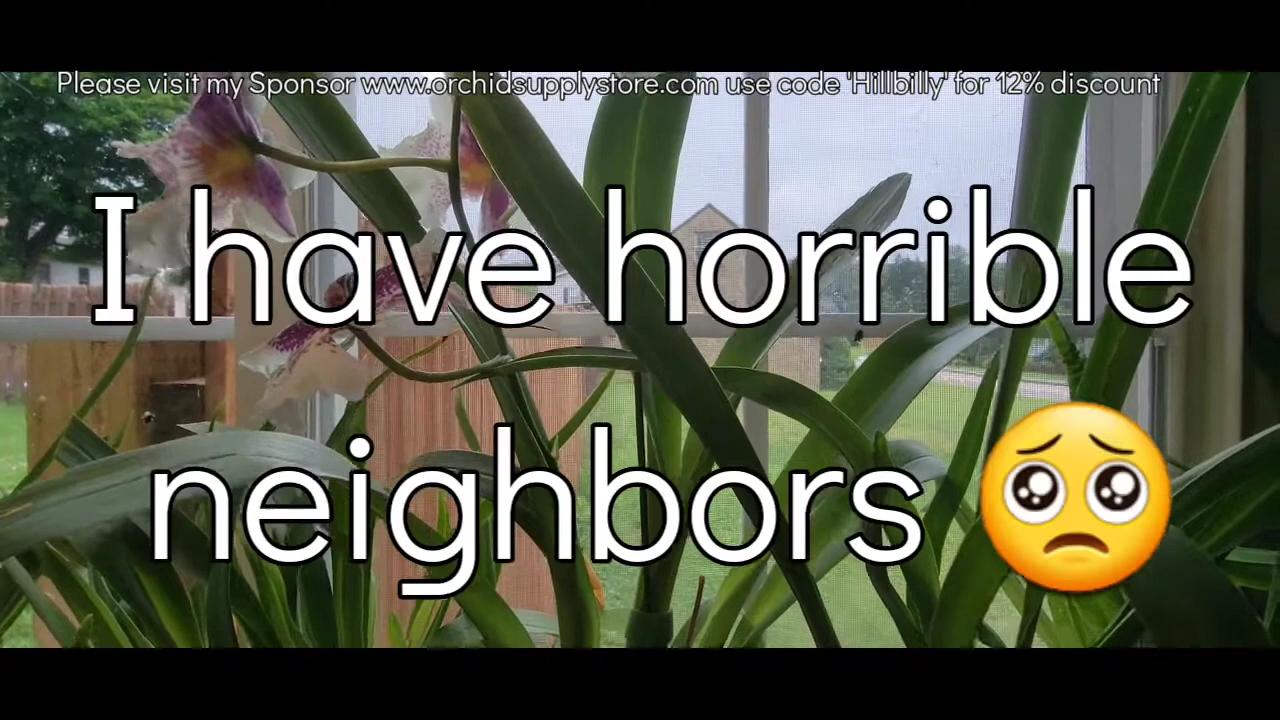 Please visit my Sponsor www.orchidsupplystore.com use code 'Hillbilly' for 12% discount
I have horrible
neighbors 🥺